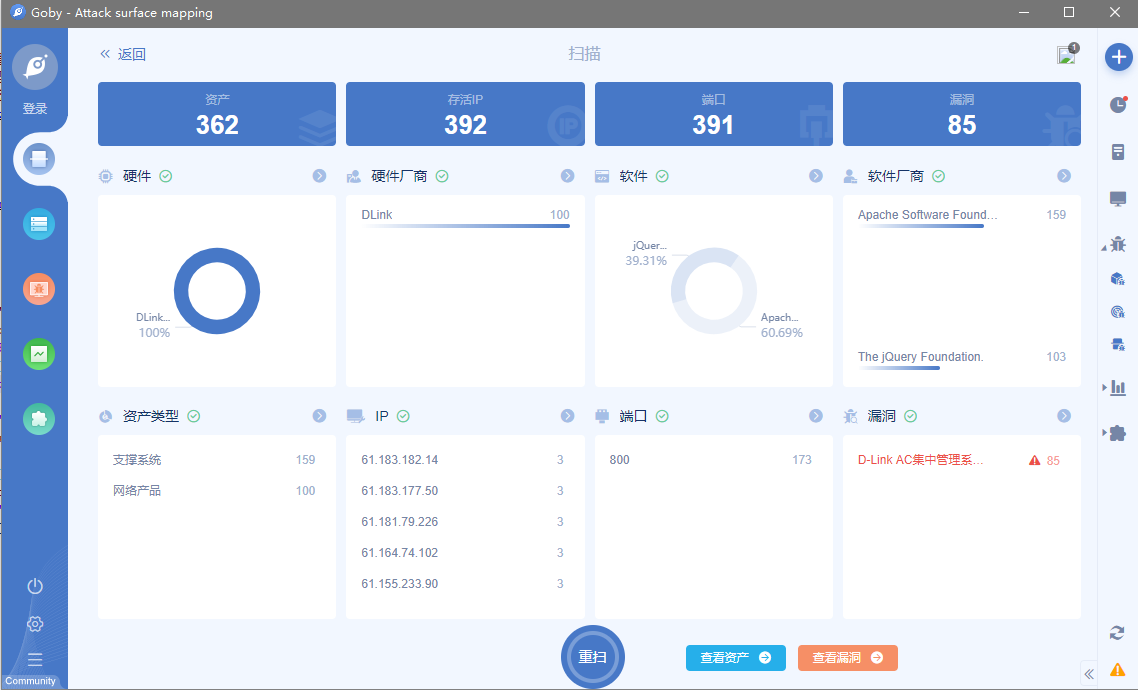 Goby - Attack surface mapping
返回
扫描
1
登录
资产
362
存活IP
392
端口
391
漏洞
85
硬件
硬件厂商
软件
软件厂商
DLink...
100%
DLink 100
jQuer...
39.31%
Apach...
60.69%
Apache Software Found... 159
The jQuery Foundation. 103
资产类型
IP
端口
漏洞
支撑系统 159
网络产品 100
61.183.182.14 3
61.183.177.50 3
61.181.79.226 3
61.164.74.102 3
61.155.233.90 3
800 173
D-Link AC集中管理系... 85
重扫
查看资产
查看漏洞
Community